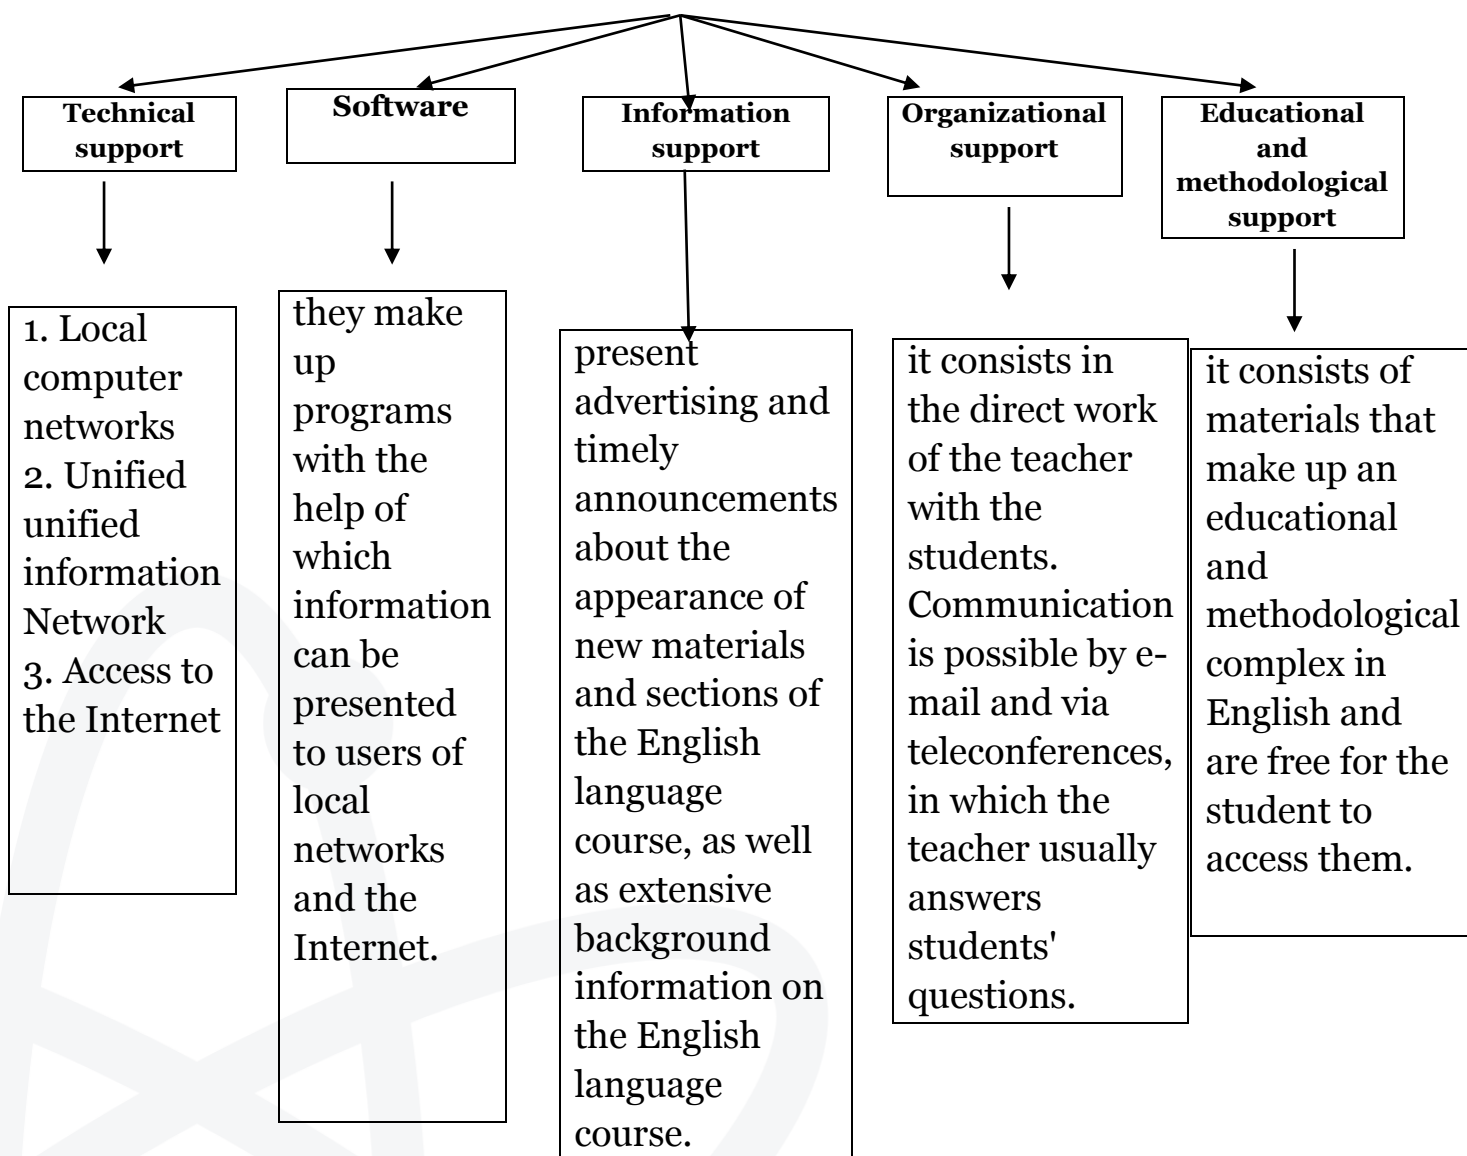 Technical
support
Software
Information
support
Organizational
support
Educational
and
methodological
support
1. Local
computer
networks
2. Unified
unified
information
Network
3. Access to
the Internet
they make
up
programs
with the
help of
which
information
can be
presented
to users of
local
networks
and the
Internet.
present
advertising and
timely
announcements
about the
appearance of
new materials
and sections of
the English
language
course, as well
as extensive
background
information on
the English
language
course.
it consists in
the direct work
of the teacher
with the
students.
Communication
is possible by e-
mail and via
teleconferences,
in which the
teacher usually
answers
students'
questions.
it consists of
materials that
make up an
educational
and
methodological
complex in
English and
are free for the
student to
access them.